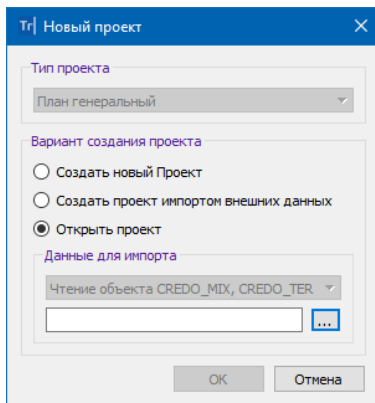 Tr Новый проект
Тип проекта
План генеральный
Вариант создания проекта
Создать новый Проект
Создать проект импортом внешних данных
Открыть проект
Данные для импорта
Чтение объекта CREDO_MIX, CREDO_TER
...
ОК Отмена